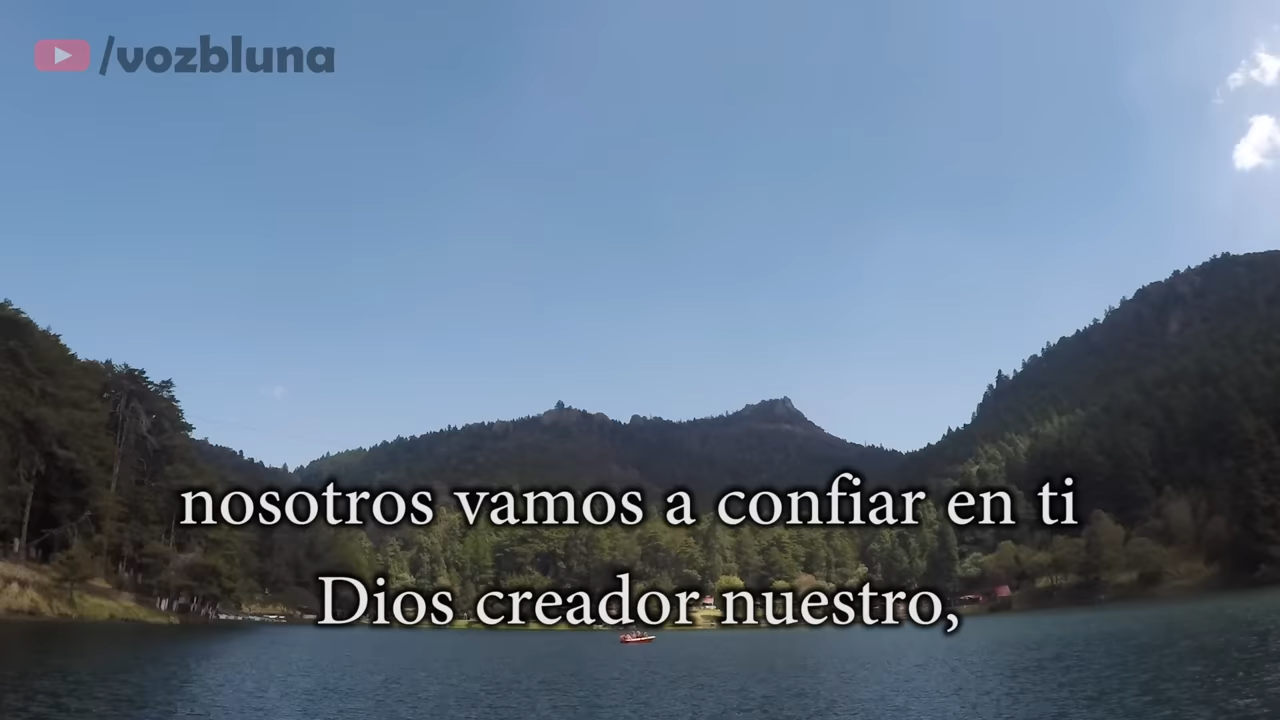 /vozbluna
nosotros vamos a confiar en ti
Dios creador nuestro,